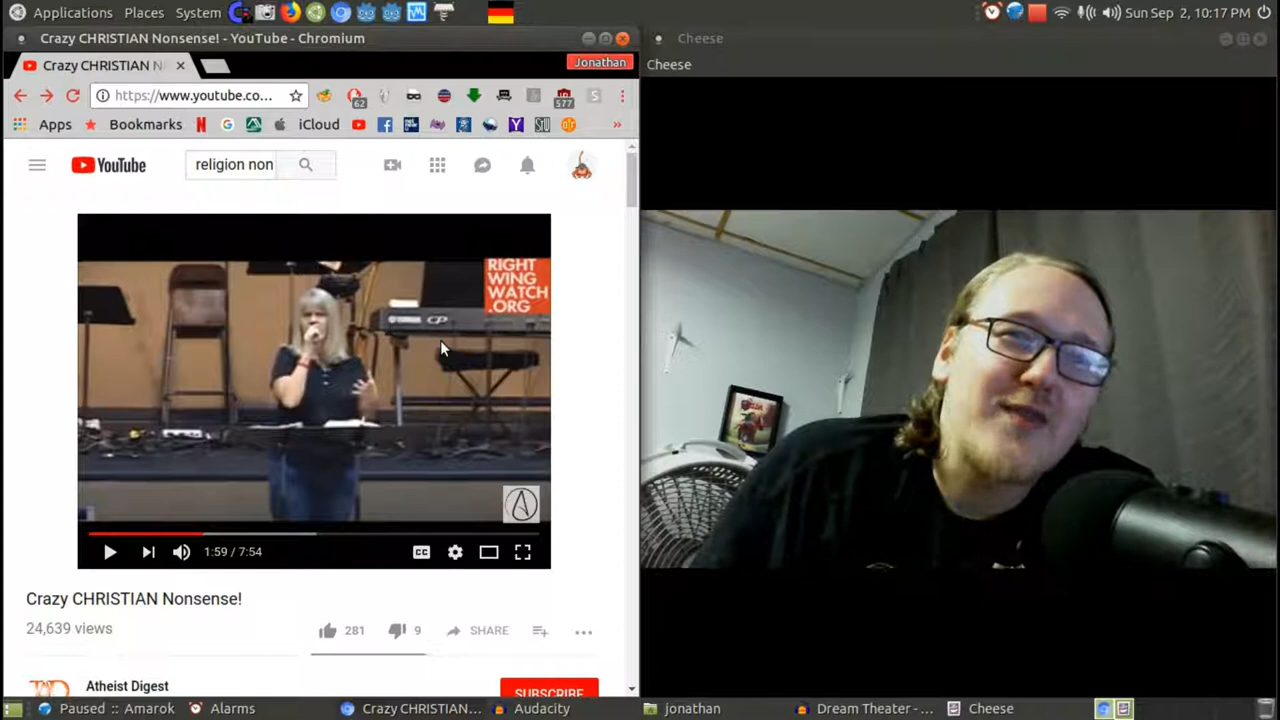 Applications Places System
Sun Sep 2, 10:17 PM
Crazy CHRISTIAN Nonsense! - YouTube - Chromium
Cheese
Crazy CHRISTIAN N
Jonathan
Cheese
https://www.youtube.co...
62
577
S
Apps Bookmarks iCloud »
YouTube
religion non
RIGHT
WING
WATCH
.ORG
YAMAHA CP
1:59 / 7:54
CC
Crazy CHRISTIAN Nonsense!
24,639 views
281 9 SHARE
Atheist Digest
SUBSCRIBE
Paused :: Amarok Alarms Crazy CHRISTIAN... Audacity jonathan Dream Theater - ... Cheese